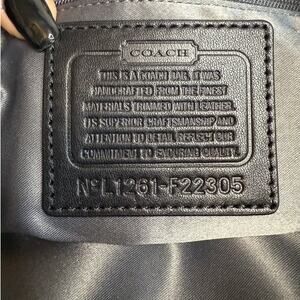 COACH
THIS IS A COACH BAG. IT WAS
HANDCRAFTED FROM THE FINEST
MATERIALS TRIMMED WITH LEATHER.
ITS SUPERIOR CRAFTSMANSHIP AND
ATTENTION TO DETAIL REFLECT OUR
COMMITMENT TO ENDURING QUALITY.
Nº L1261-F22305